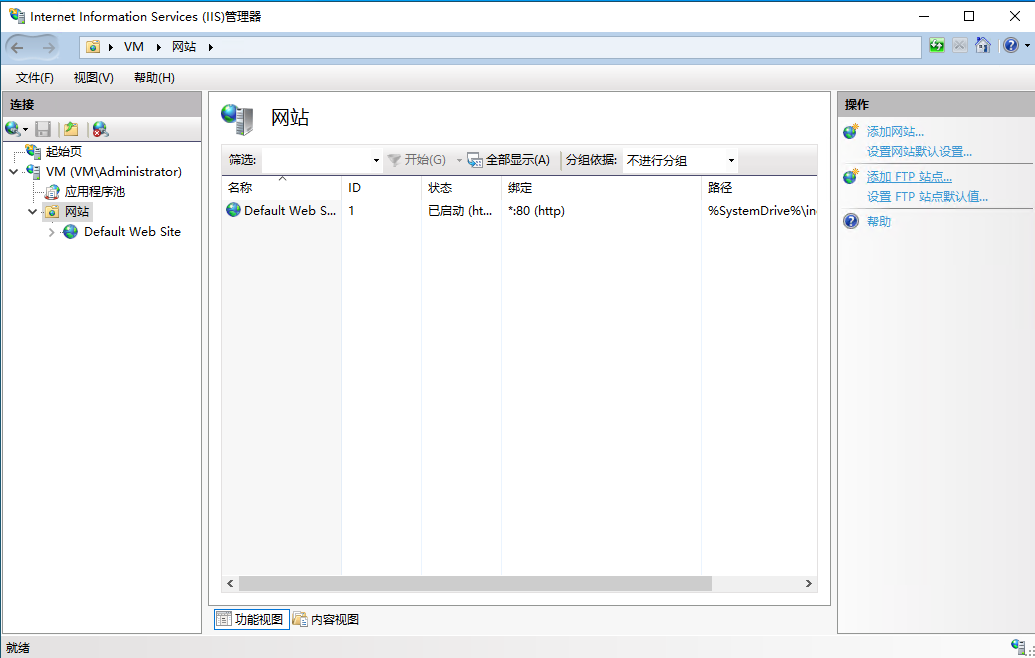 Internet Information Services (IIS)管理器
VM
网站
文件(F)
视图(V)
帮助(H)
连接
起始页
VM (VM\Administrator)
应用程序池
网站
Default Web Site
网站
筛选:
开始(G)
全部显示(A)
分组依据:
不进行分组
名称
ID
状态
绑定
路径
Default Web S...
1
已启动 (ht...
*:80 (http)
%SystemDrive%\in
功能视图
内容视图
操作
添加网站...
设置网站默认设置...
添加 FTP 站点...
设置 FTP 站点默认值...
帮助
就绪